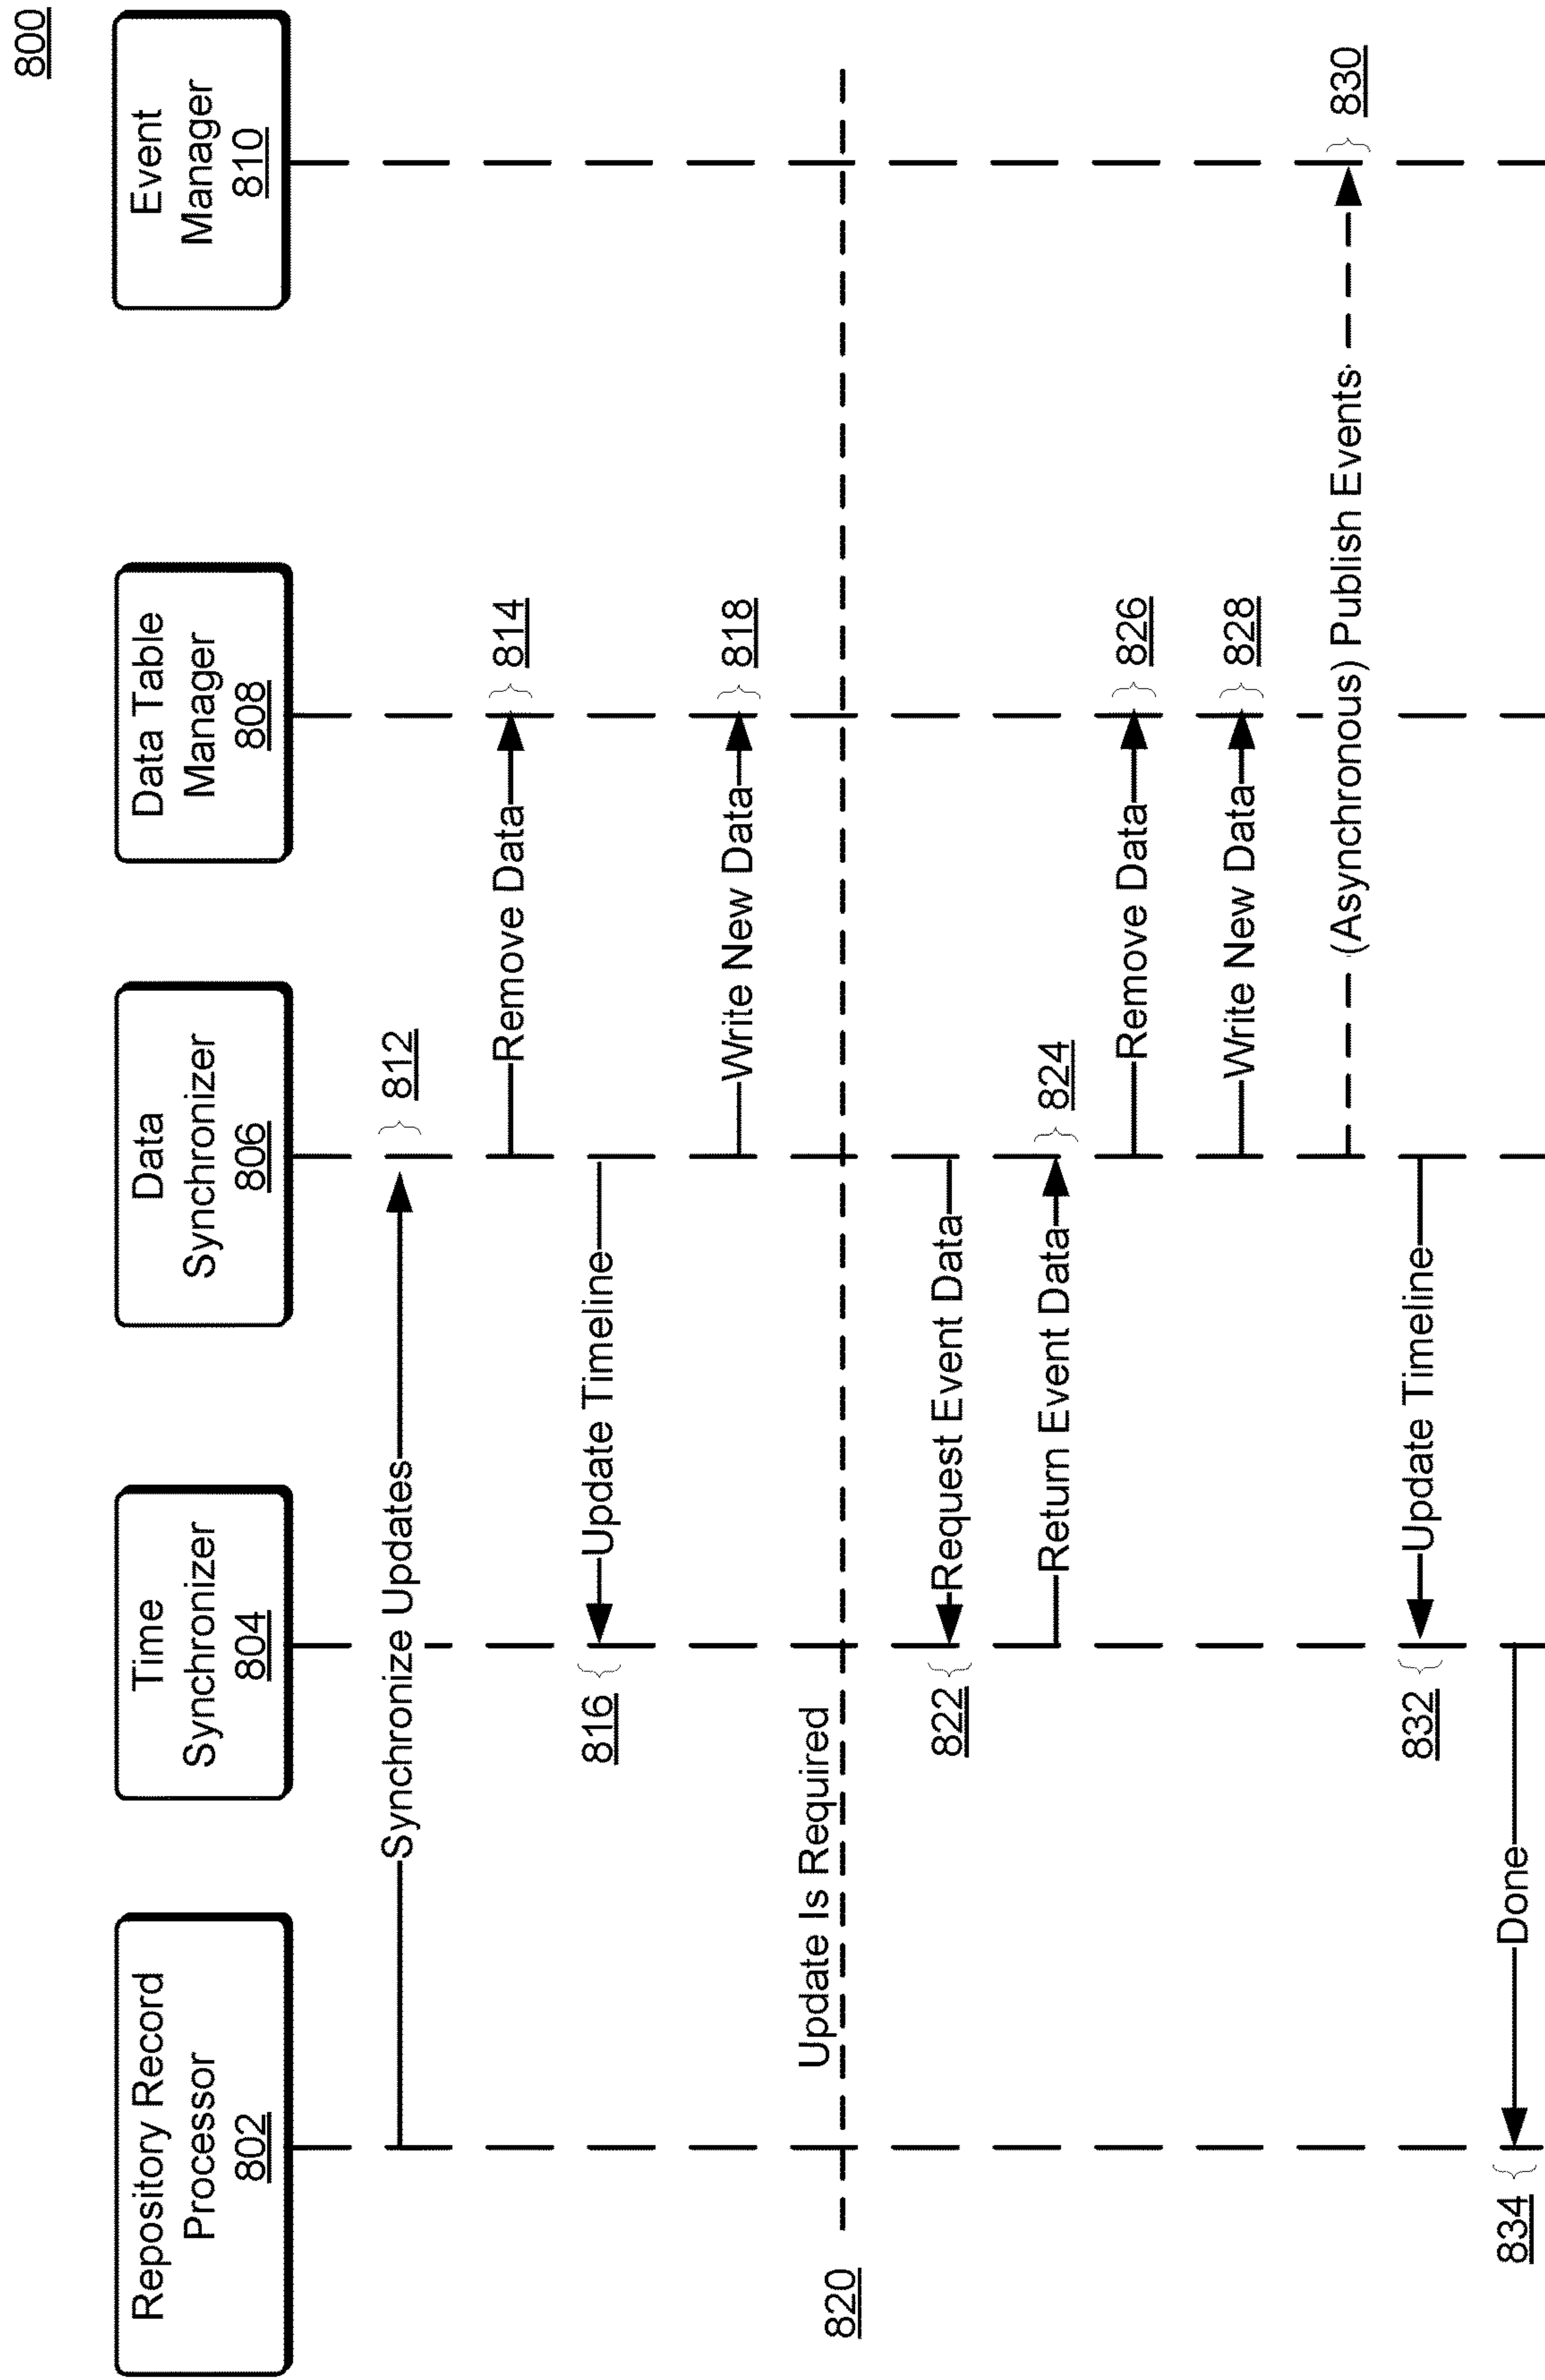 800
Repository Record
Processor
802
Time
Synchronizer
804
Data
Synchronizer
806
Data Table
Manager
808
Event
Manager
810
Synchronize Updates
812
Remove Data
814
Update Timeline
816
Write New Data
818
Update Is Required
820
Request Event Data
822
Return Event Data
824
Remove Data
826
Write New Data
828
(Asynchronous) Publish Events
830
Update Timeline
832
Done
834